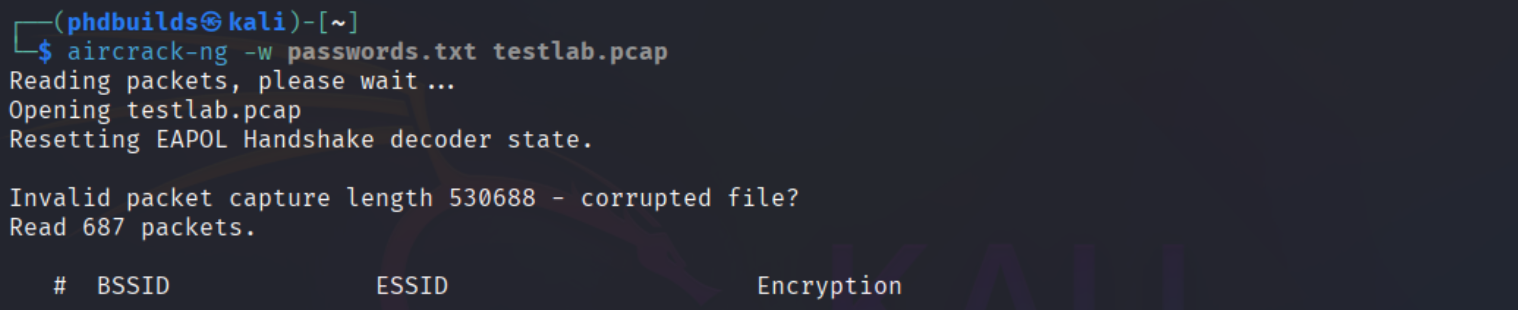 ┌──(phdbuilds㉿kali)-[~]
└─$ aircrack-ng -w passwords.txt testlab.pcap
Reading packets, please wait...
Opening testlab.pcap
Resetting EAPOL Handshake decoder state.
Invalid packet capture length 530688 - corrupted file?
Read 687 packets.
# BSSID ESSID Encryption
KALI